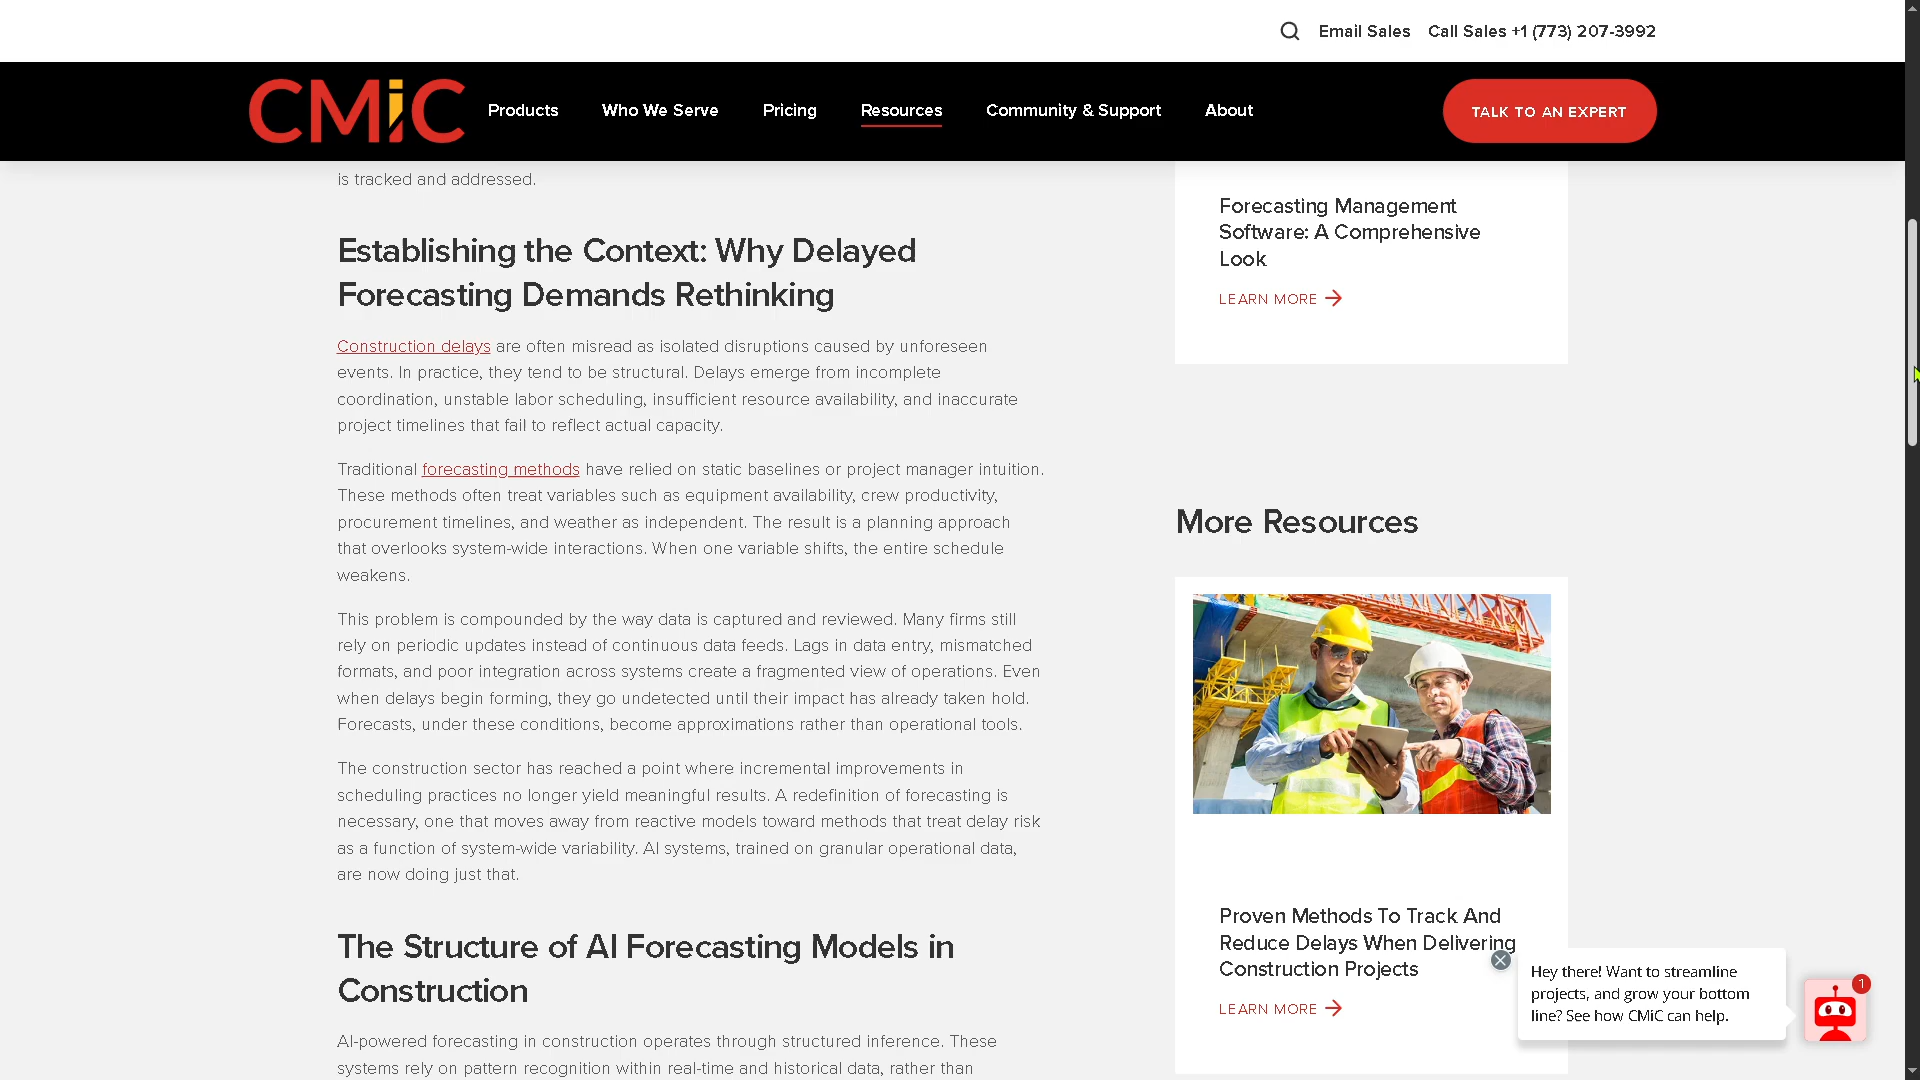 Email Sales
Call Sales +1 (773) 207-3992
CMiC
Products
Who We Serve
Pricing
Resources
Community & Support
About
TALK TO AN EXPERT
is tracked and addressed.
Establishing the Context: Why Delayed
Forecasting Demands Rethinking
Construction delays are often misread as isolated disruptions caused by unforeseen
events. In practice, they tend to be structural. Delays emerge from incomplete
coordination, unstable labor scheduling, insufficient resource availability, and inaccurate
project timelines that fail to reflect actual capacity.
Traditional forecasting methods have relied on static baselines or project manager intuition.
These methods often treat variables such as equipment availability, crew productivity,
procurement timelines, and weather as independent. The result is a planning approach
that overlooks system-wide interactions. When one variable shifts, the entire schedule
weakens.
This problem is compounded by the way data is captured and reviewed. Many firms still
rely on periodic updates instead of continuous data feeds. Lags in data entry, mismatched
formats, and poor integration across systems create a fragmented view of operations. Even
when delays begin forming, they go undetected until their impact has already taken hold.
Forecasts, under these conditions, become approximations rather than operational tools.
The construction sector has reached a point where incremental improvements in
scheduling practices no longer yield meaningful results. A redefinition of forecasting is
necessary, one that moves away from reactive models toward methods that treat delay risk
as a function of system-wide variability. AI systems, trained on granular operational data,
are now doing just that.
The Structure of AI Forecasting Models in
Construction
AI-powered forecasting in construction operates through structured inference. These
systems rely on pattern recognition within real-time and historical data, rather than
Forecasting Management
Software: A Comprehensive
Look
LEARN MORE
More Resources
Proven Methods To Track And
Reduce Delays When Delivering
Construction Projects
LEARN MORE
Hey there! Want to streamline
projects, and grow your bottom
line? See how CMiC can help.
1